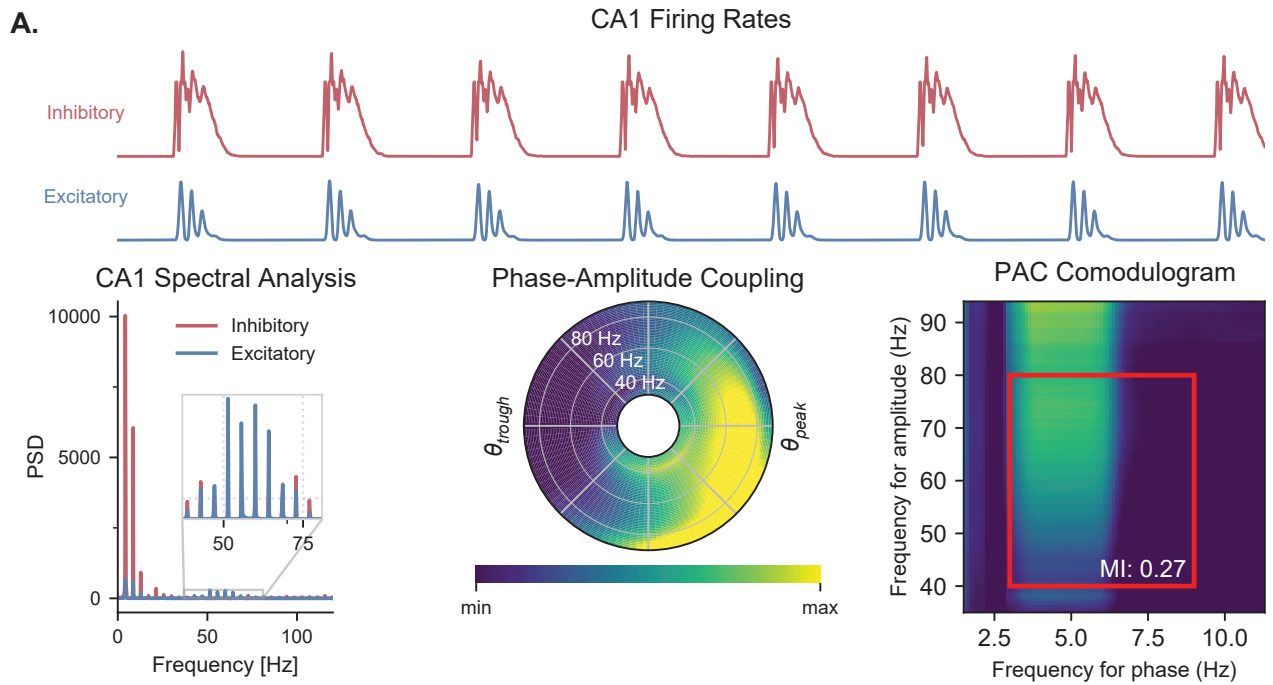 A.
CA1 Firing Rates
Inhibitory
Excitatory
CA1 Spectral Analysis
Phase-Amplitude Coupling
PAC Comodulogram
10000
5000
0
PSD
Inhibitory
Excitatory
50
75
0
50
100
Frequency [Hz]
80 Hz
60 Hz
40 Hz
θtrough
θpeak
min
max
90
80
70
60
50
40
Frequency for amplitude (Hz)
MI: 0.27
2.5
5.0
7.5
10.0
Frequency for phase (Hz)